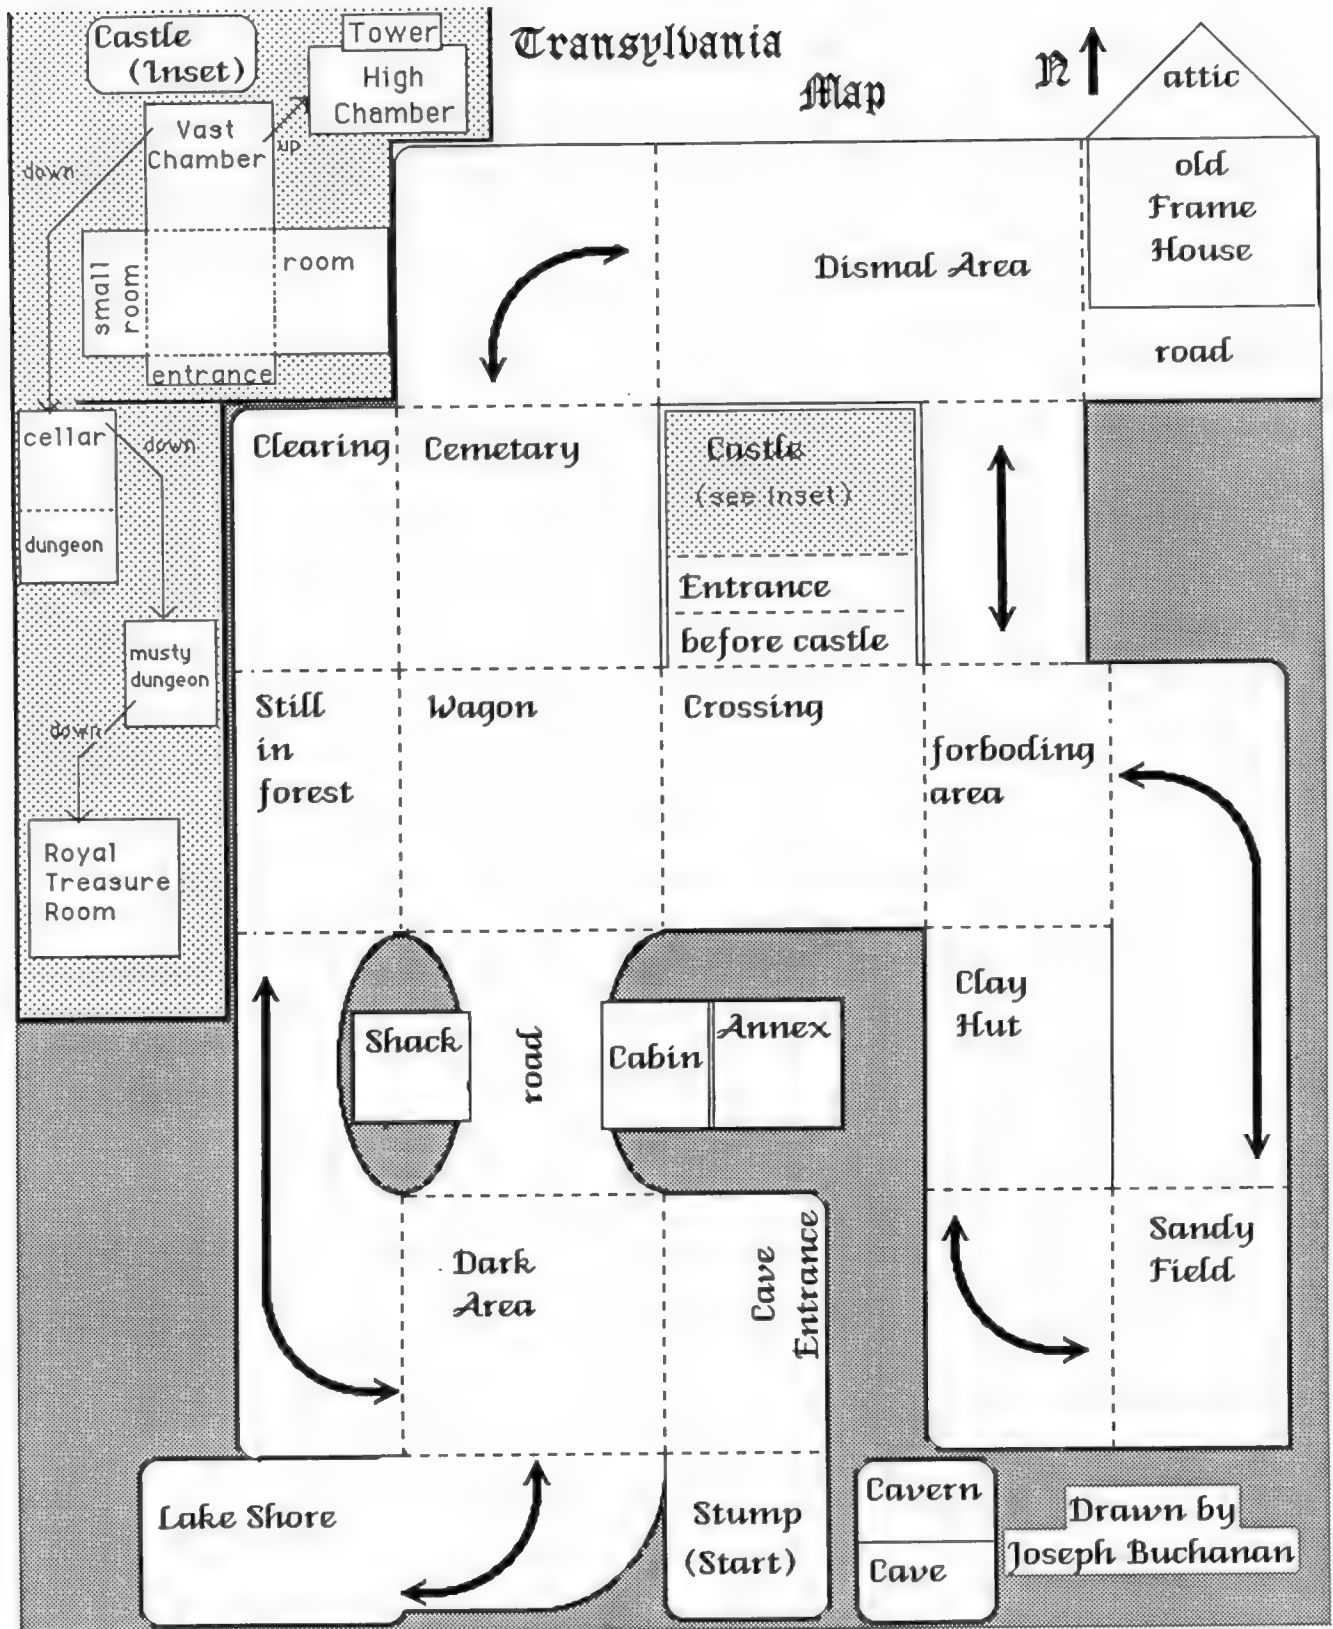 Castle
(Inset)
Tower
High
Chamber
Transylvania
Map
N
attic
Vast
Chamber
up
down
old
Frame
House
small
room
room
Dismal Area
road
entrance
cellar
down
dungeon
Clearing
Cemetary
Castle
(see Inset)
Entrance
before castle
musty
dungeon
down
Still
in
forest
Wagon
Crossing
forboding
area
Royal
Treasure
Room
Shack
road
Cabin
Annex
Clay
Hut
Dark
Area
Cave
Entrance
Sandy
Field
Lake Shore
Stump
(Start)
Cavern
Cave
Drawn by
Joseph Buchanan